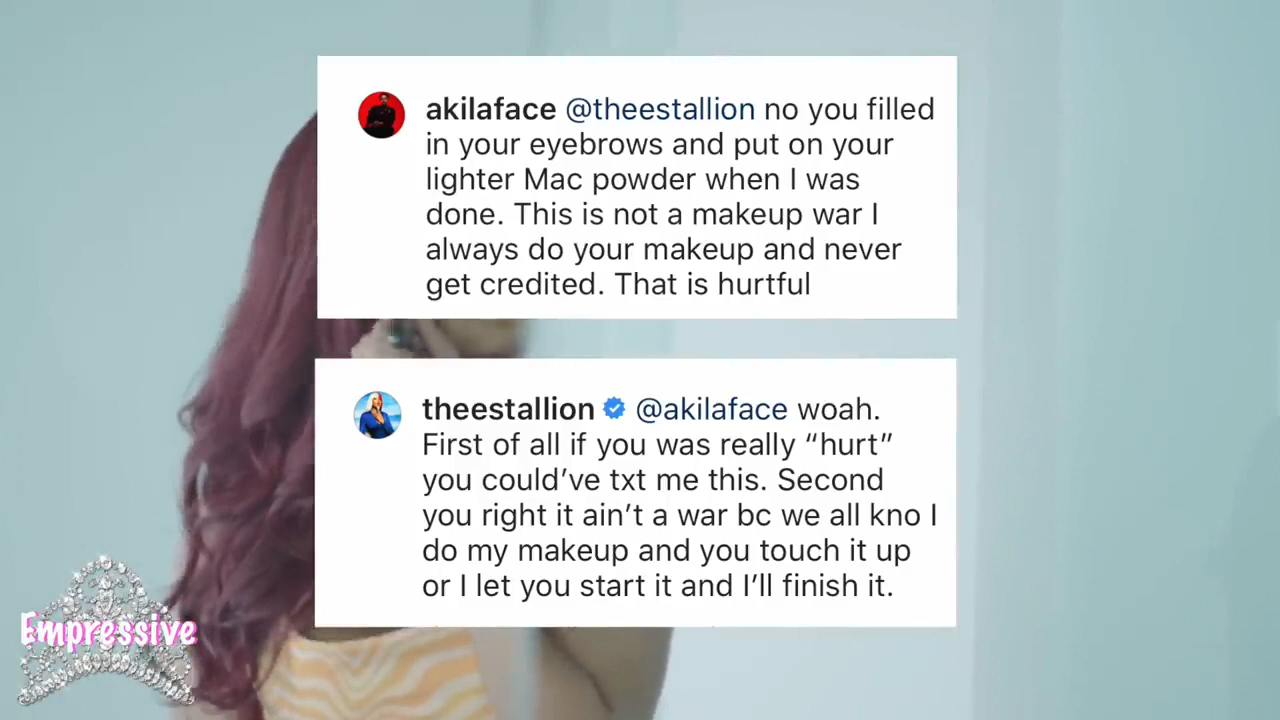 akilaface @theestallion no you filled
in your eyebrows and put on your
lighter Mac powder when I was
done. This is not a makeup war I
always do your makeup and never
get credited. That is hurtful
theestallion @akilaface woah.
First of all if you was really “hurt”
you could’ve txt me this. Second
you right it ain’t a war bc we all kno I
do my makeup and you touch it up
or I let you start it and I’ll finish it.
Empressive